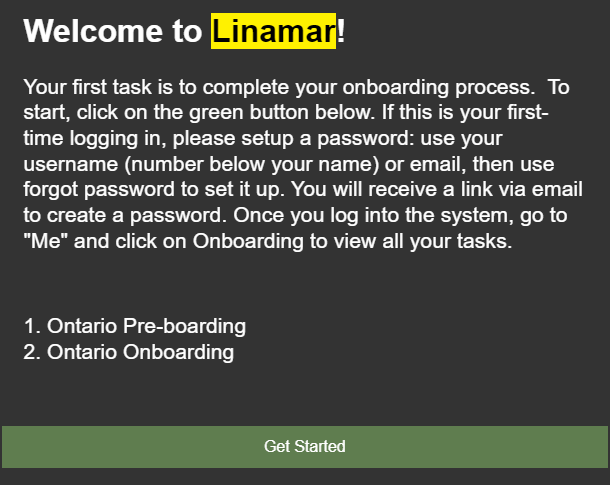 Welcome to Linamar!
Your first task is to complete your onboarding process.  To
start, click on the green button below. If this is your first-
time logging in, please setup a password: use your
username (number below your name) or email, then use
forgot password to set it up. You will receive a link via email
to create a password. Once you log into the system, go to
"Me" and click on Onboarding to view all your tasks.
1. Ontario Pre-boarding
2. Ontario Onboarding
Get Started